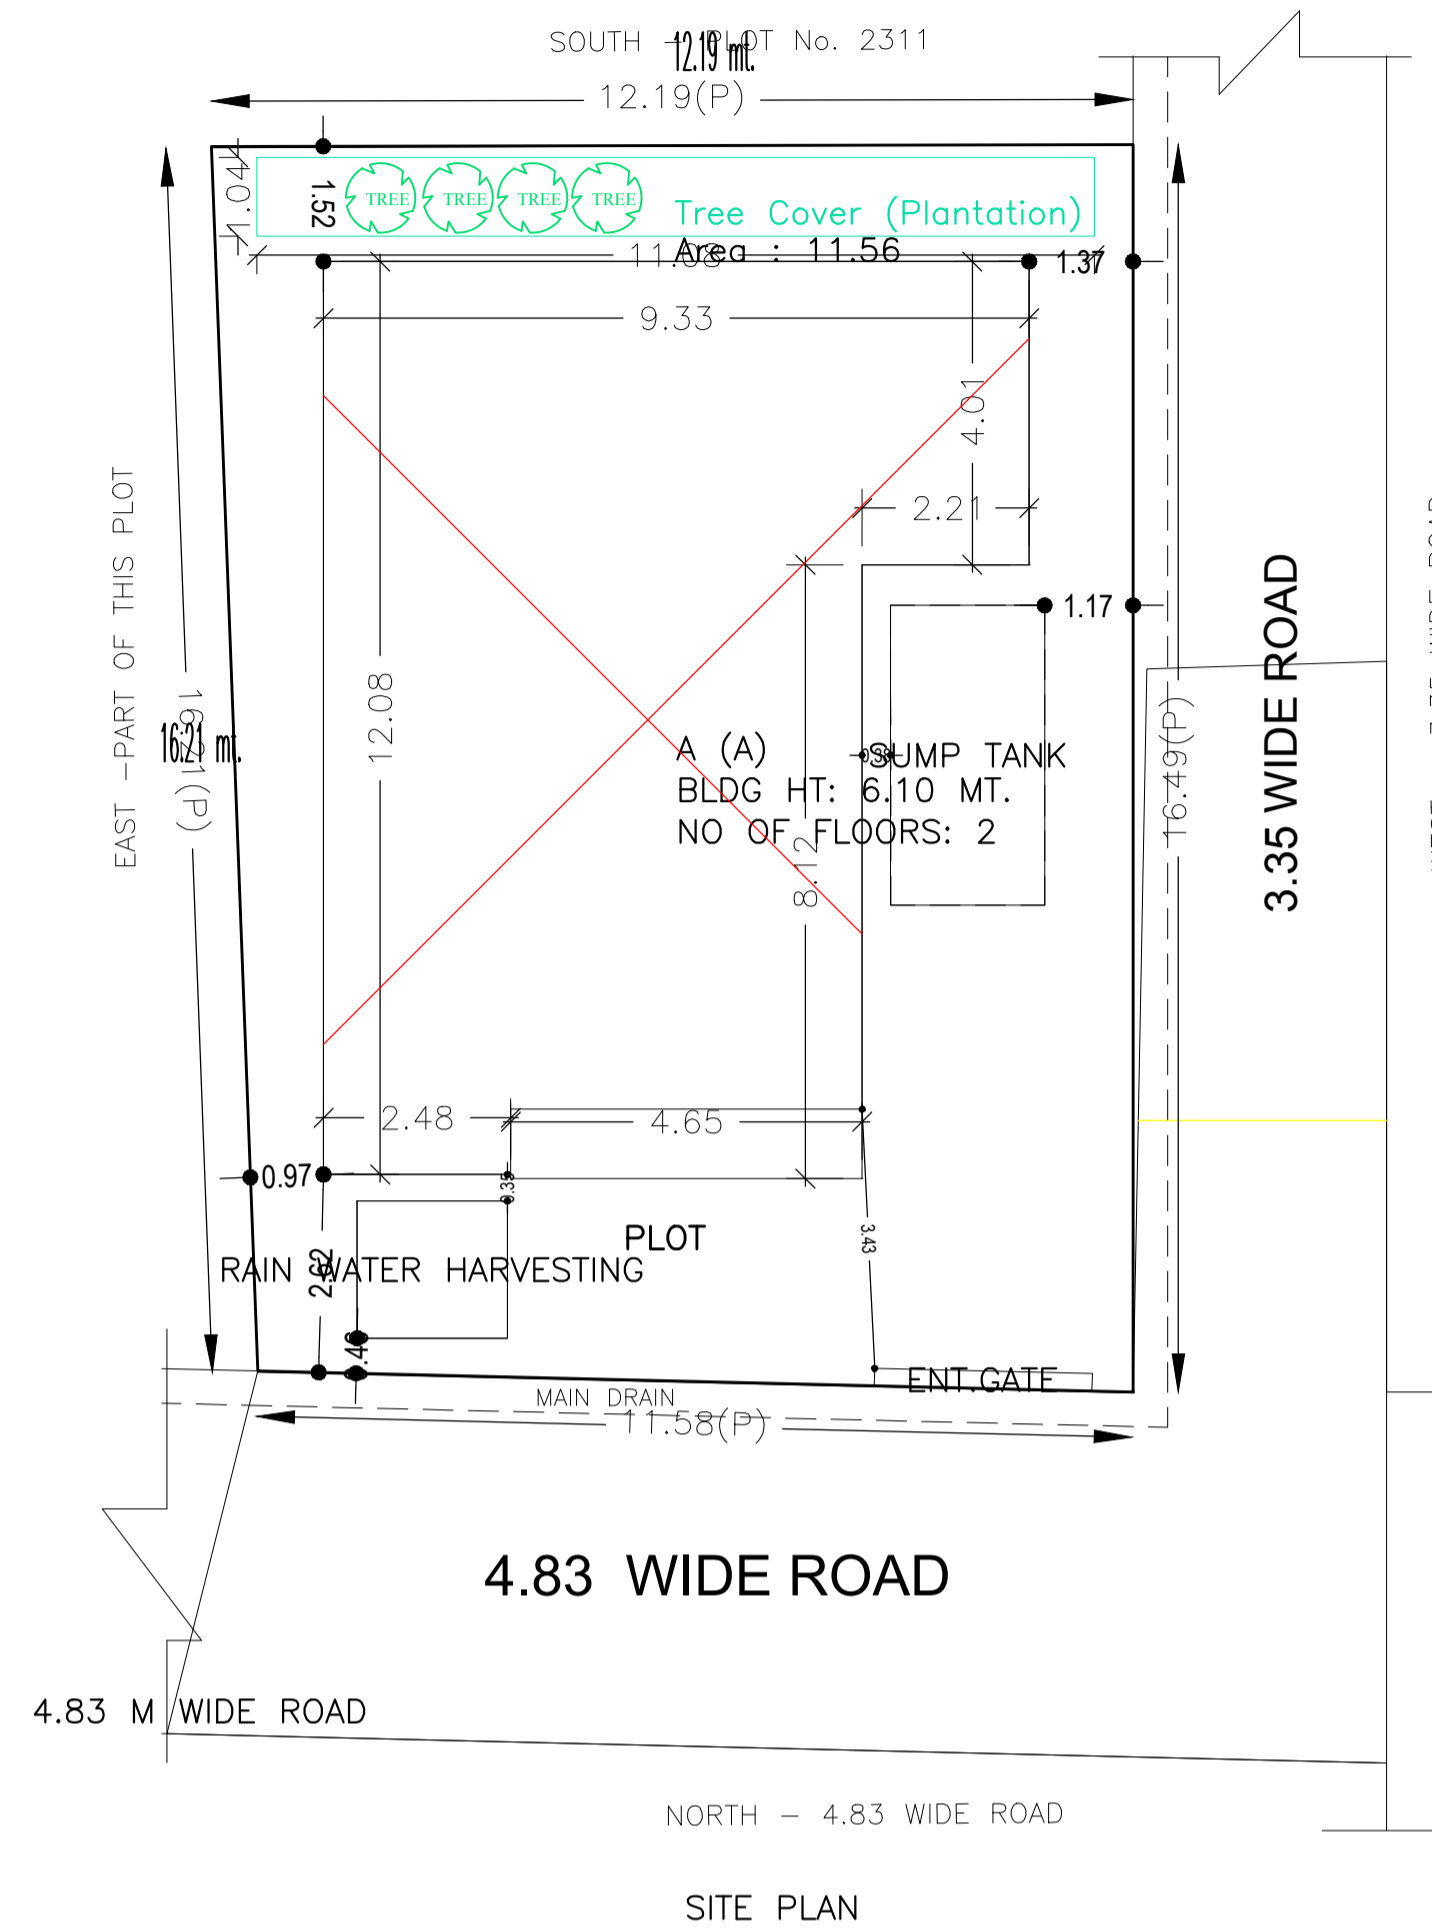 SOUTH - PLOT No. 2311
12.19 mt.
12.19(P)
1.04
1.52
TREE TREE TREE TREE
Tree Cover (Plantation)
Area : 11.56
11.08
1.37
9.33
4.01
2.21
1.17
EAST -PART OF THIS PLOT
16.21(P)
16.21 mt.
12.08
A (A)
BLDG HT: 6.10 MT.
NO OF FLOORS: 2
SUMP TANK
0.38
8.12
16.49(P)
3.35 WIDE ROAD
2.48
4.65
0.97
0.35
PLOT
3.43
RAIN WATER HARVESTING
2.62
ENT.GATE
MAIN DRAIN
11.58(P)
4.83 WIDE ROAD
4.83 M WIDE ROAD
NORTH - 4.83 WIDE ROAD
SITE PLAN